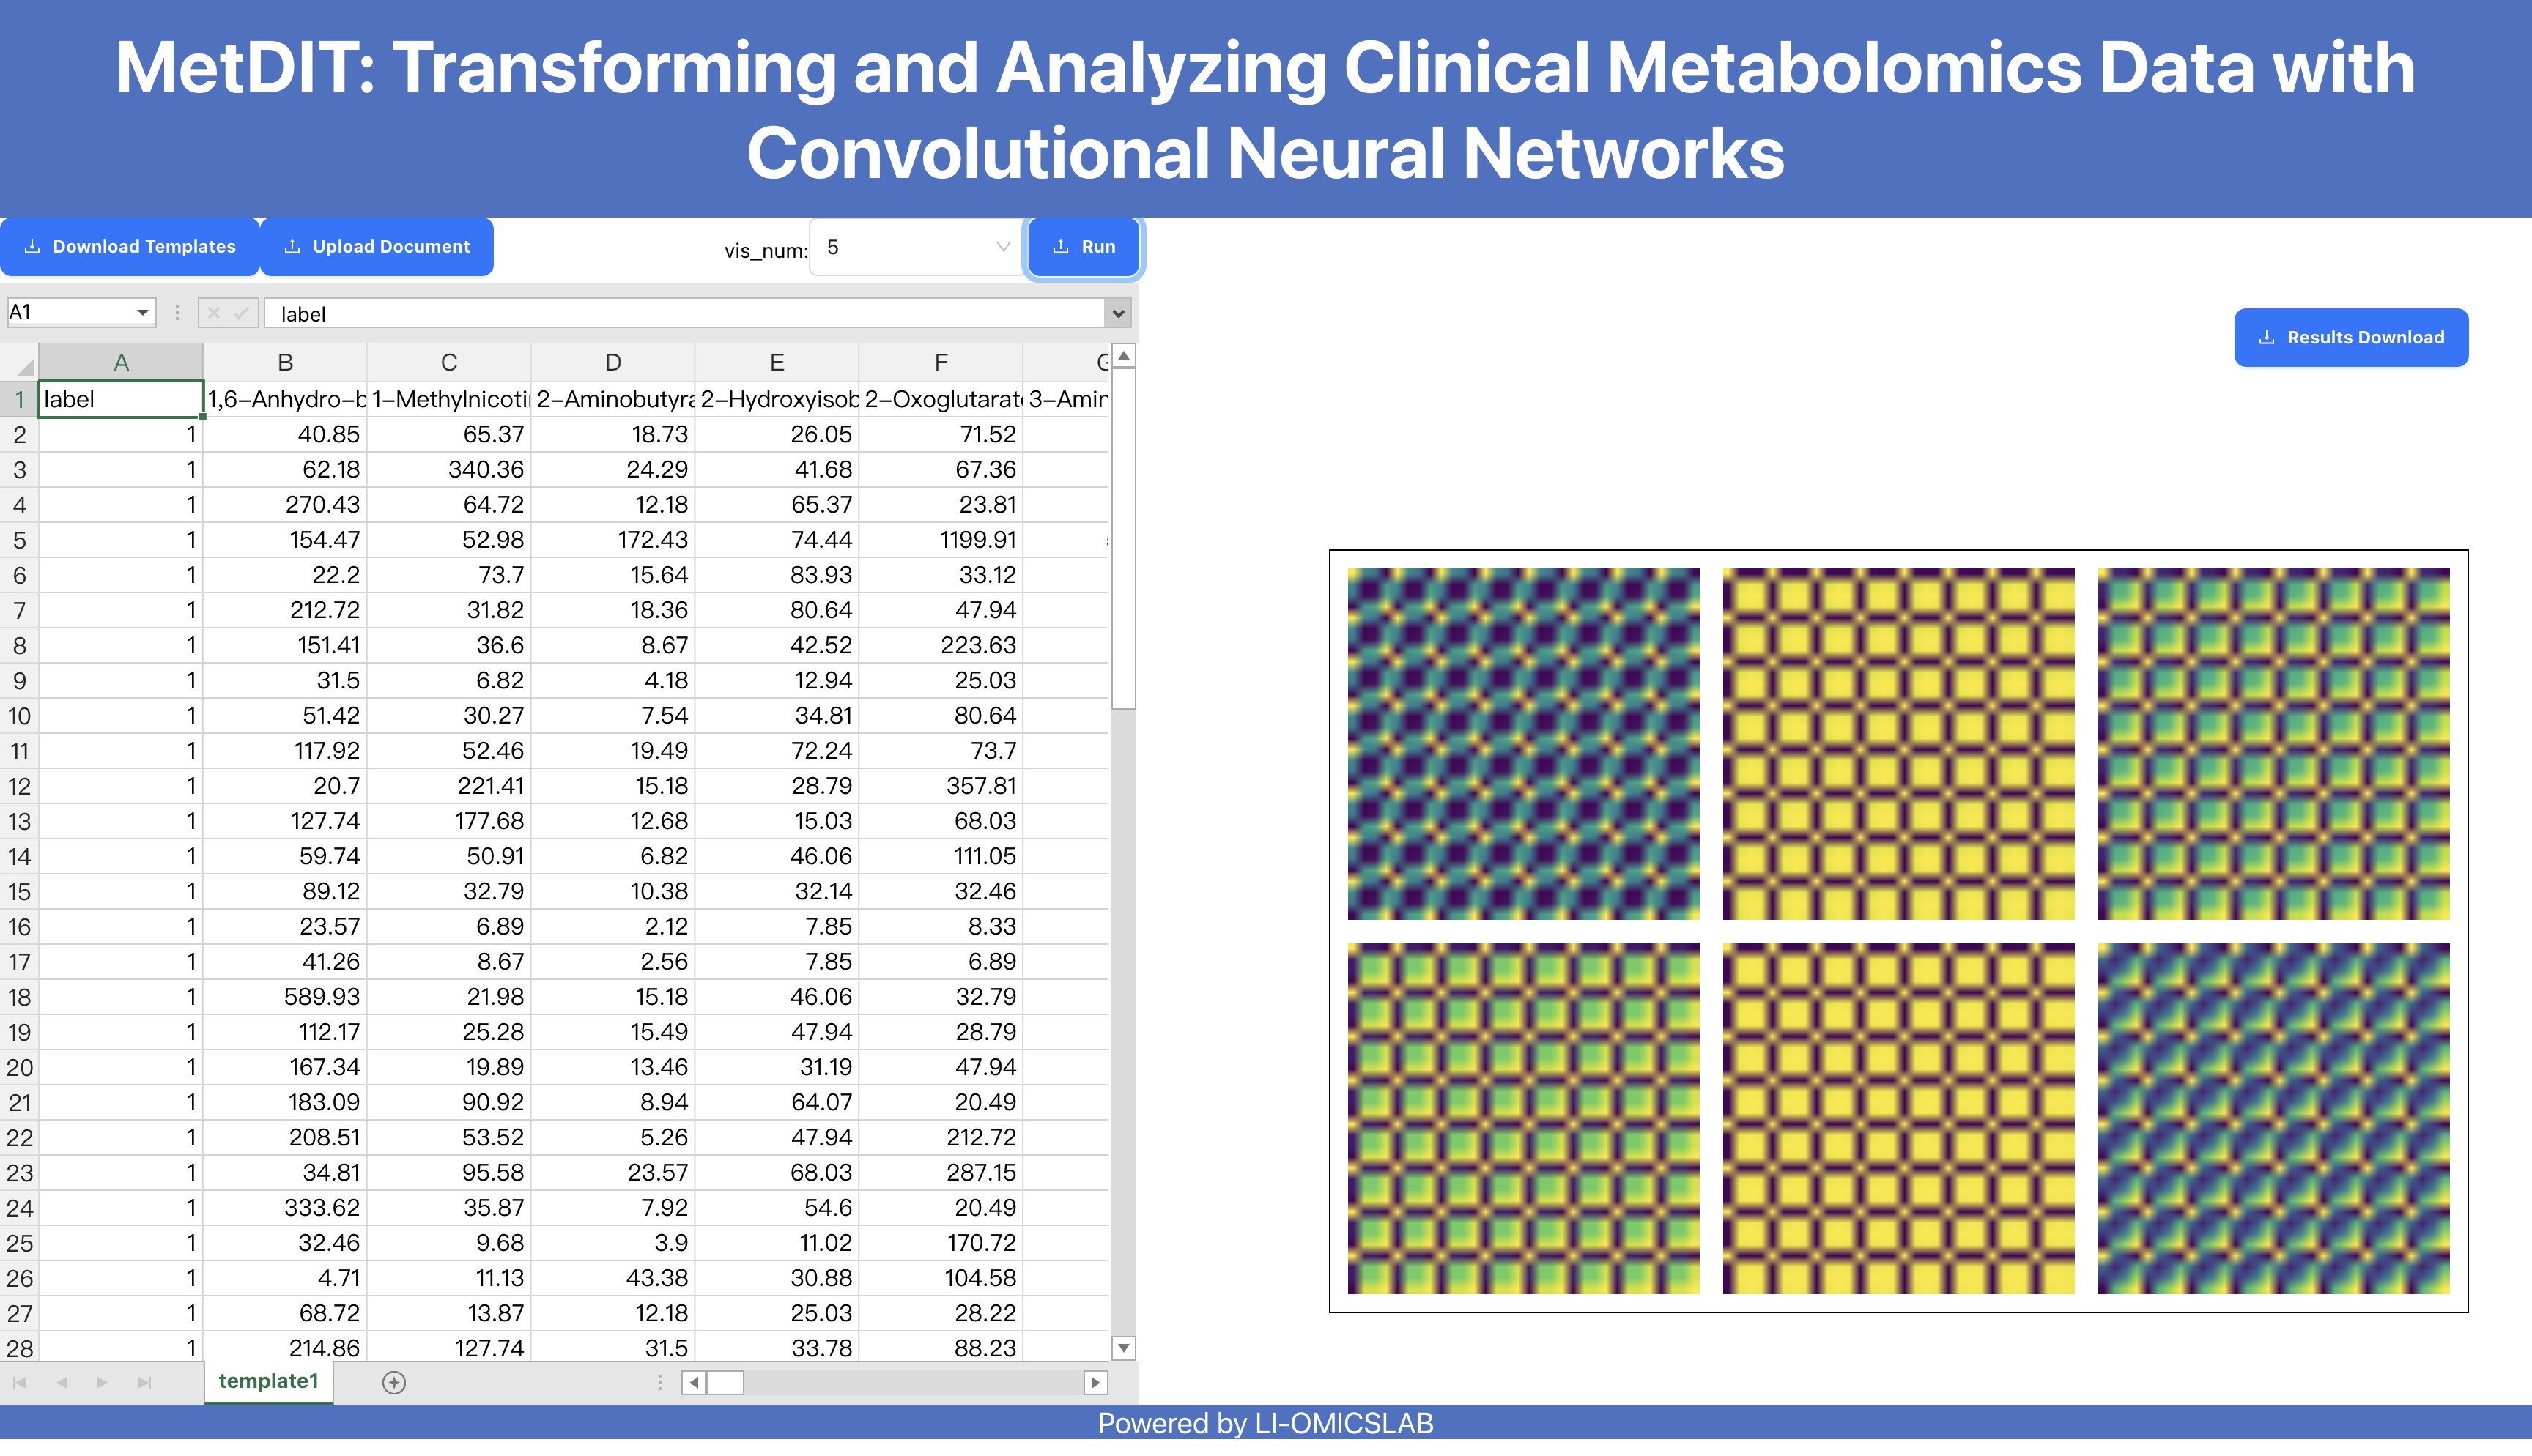 MetDIT: Transforming and Analyzing Clinical Metabolomics Data with
Convolutional Neural Networks
Download Templates Upload Document vis_num: 5 Run
A1 label
Results Download
A B C D E F
1 label 1,6–Anhydro–b 1–Methylnicoti 2–Aminobutyra 2–Hydroxyisob 2–Oxoglutarat 3–Amin
2 1 40.85 65.37 18.73 26.05 71.52
3 1 62.18 340.36 24.29 41.68 67.36
4 1 270.43 64.72 12.18 65.37 23.81
5 1 154.47 52.98 172.43 74.44 1199.91
6 1 22.2 73.7 15.64 83.93 33.12
7 1 212.72 31.82 18.36 80.64 47.94
8 1 151.41 36.6 8.67 42.52 223.63
9 1 31.5 6.82 4.18 12.94 25.03
10 1 51.42 30.27 7.54 34.81 80.64
11 1 117.92 52.46 19.49 72.24 73.7
12 1 20.7 221.41 15.18 28.79 357.81
13 1 127.74 177.68 12.68 15.03 68.03
14 1 59.74 50.91 6.82 46.06 111.05
15 1 89.12 32.79 10.38 32.14 32.46
16 1 23.57 6.89 2.12 7.85 8.33
17 1 41.26 8.67 2.56 7.85 6.89
18 1 589.93 21.98 15.18 46.06 32.79
19 1 112.17 25.28 15.49 47.94 28.79
20 1 167.34 19.89 13.46 31.19 47.94
21 1 183.09 90.92 8.94 64.07 20.49
22 1 208.51 53.52 5.26 47.94 212.72
23 1 34.81 95.58 23.57 68.03 287.15
24 1 333.62 35.87 7.92 54.6 20.49
25 1 32.46 9.68 3.9 11.02 170.72
26 1 4.71 11.13 43.38 30.88 104.58
27 1 68.72 13.87 12.18 25.03 28.22
28 1 214.86 127.74 31.5 33.78 88.23
template1
Powered by LI-OMICSLAB